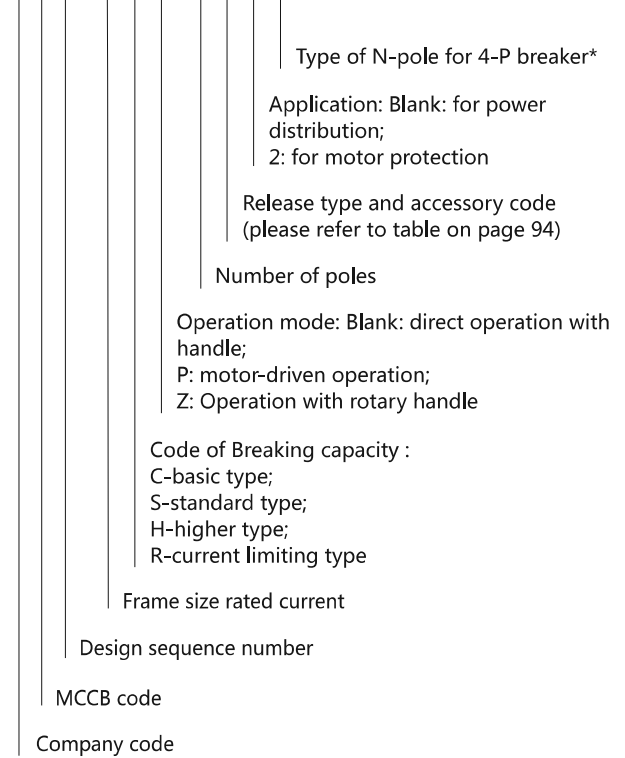 Type of N-pole for 4-P breaker*
Application: Blank: for power
distribution;
2: for motor protection
Release type and accessory code
(please refer to table on page 94)
Number of poles
Operation mode: Blank: direct operation with
handle;
P: motor-driven operation;
Z: Operation with rotary handle
Code of Breaking capacity :
C-basic type;
S-standard type;
H-higher type;
R-current limiting type
Frame size rated current
Design sequence number
MCCB code
Company code